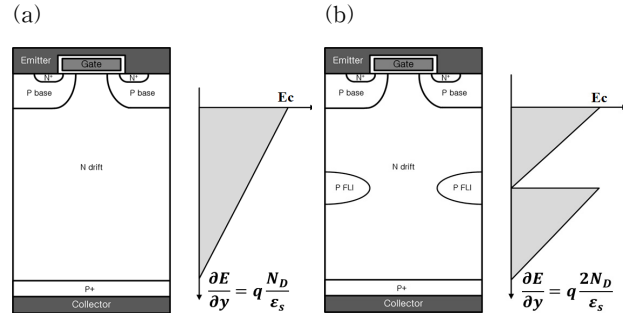 (a)
Emitter
Gate
N+
N+
P base
P base
N drift
P+
Collector
Ec
∂E/∂y = q N_D/ε_s
(b)
Emitter
Gate
N+
N+
P base
P base
N drift
P FLI
P FLI
P+
Collector
Ec
∂E/∂y = q 2N_D/ε_s